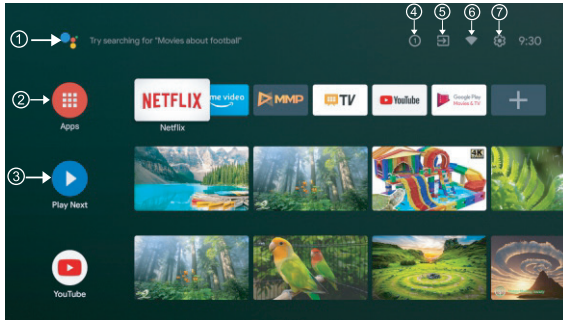 ① Try searching for "Movies about football" ④ ⑤ ⑥ ⑦ ① 9:30
② Apps
NETFLIX me video MMP TV YouTube Google Play Movies & TV +
Netflix
③ Play Next
4K
YouTube